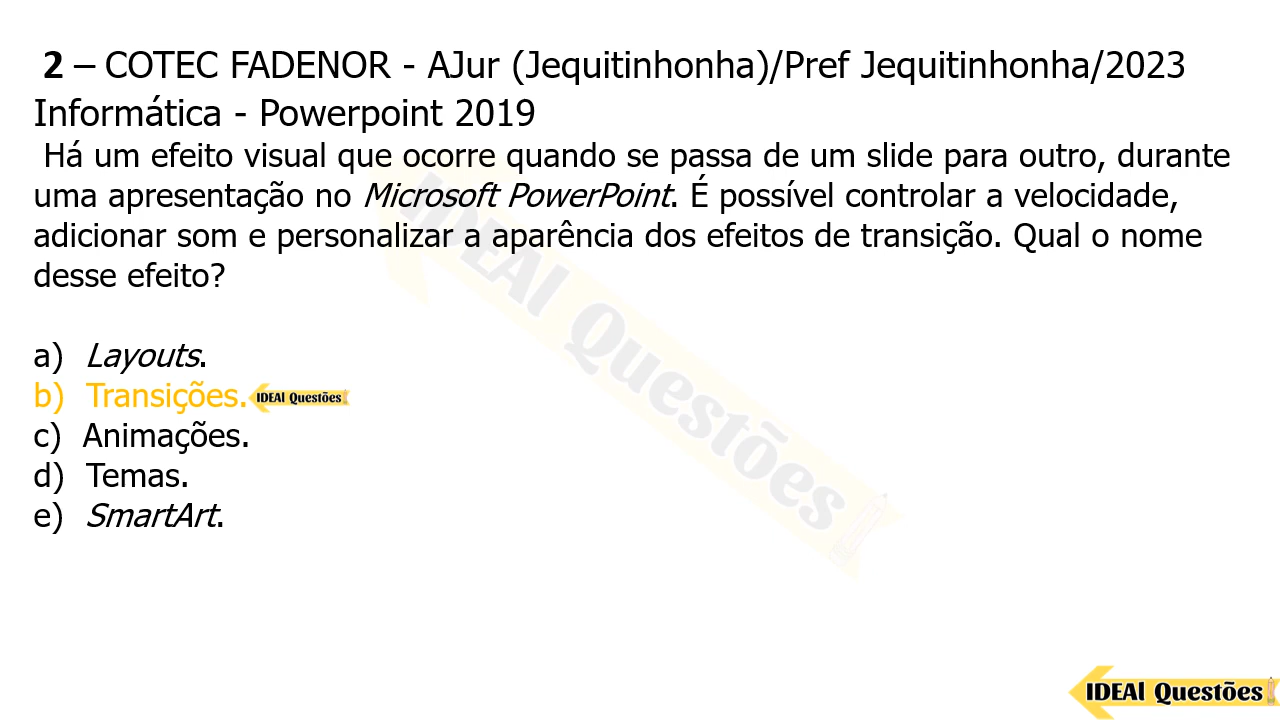 2 – COTEC FADENOR - AJur (Jequitinhonha)/Pref Jequitinhonha/2023
Informática - Powerpoint 2019
Há um efeito visual que ocorre quando se passa de um slide para outro, durante
uma apresentação no Microsoft PowerPoint. É possível controlar a velocidade,
adicionar som e personalizar a aparência dos efeitos de transição. Qual o nome
desse efeito?
a) Layouts.
b) Transições. IDEAl Questões
c) Animações.
d) Temas.
e) SmartArt.
IDEAl Questões
IDEAl Questões